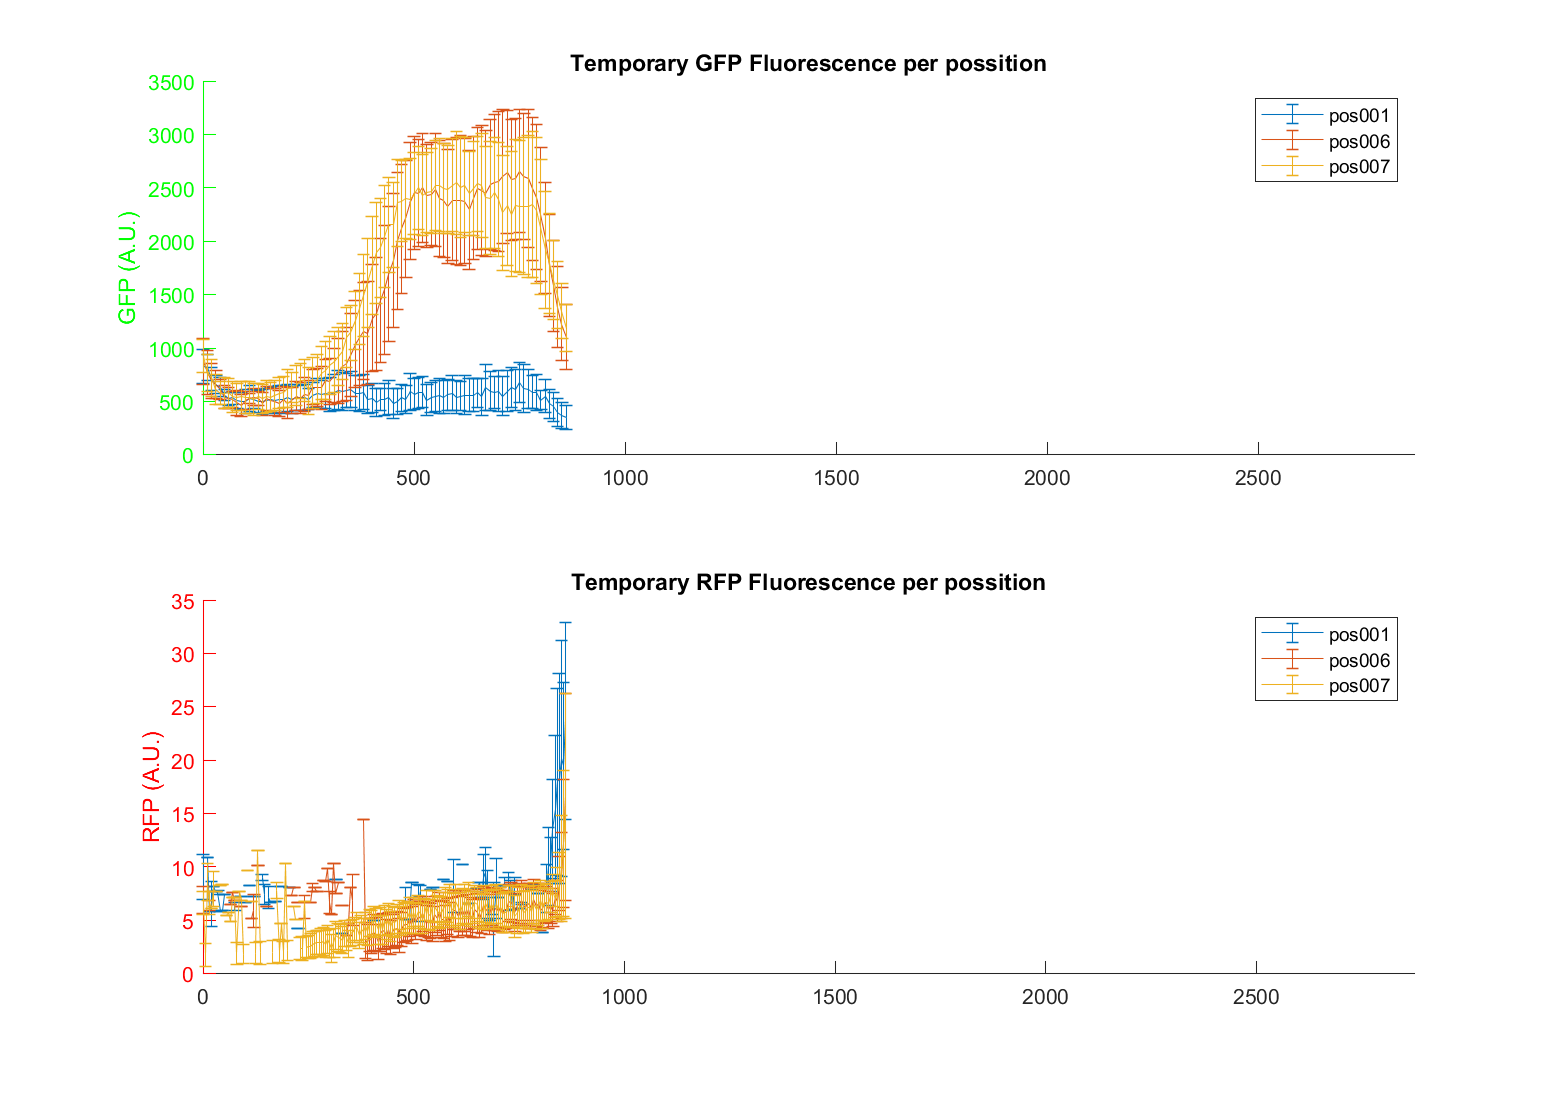 Temporary GFP Fluorescence per possition
3500
3000
2500
2000
1500
1000
500
0
GFP (A.U.)
0 500 1000 1500 2000 2500
pos001
pos006
pos007
Temporary RFP Fluorescence per possition
35
30
25
20
15
10
5
0
RFP (A.U.)
0 500 1000 1500 2000 2500
pos001
pos006
pos007